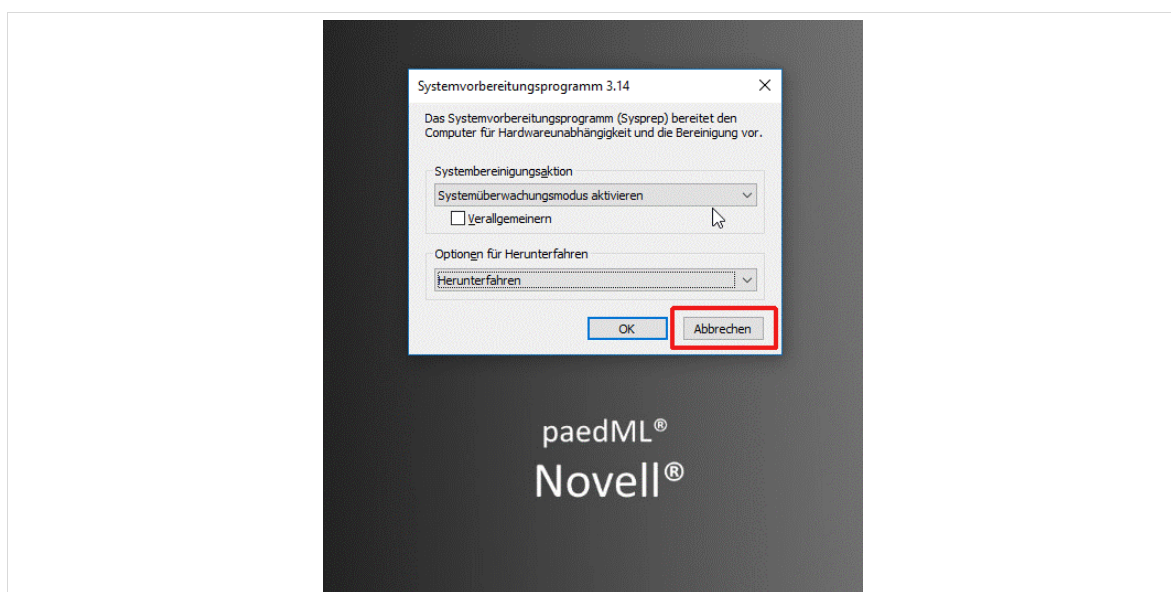 Systemvorbereitungsprogramm 3.14
Das Systemvorbereitungsprogramm (Sysprep) bereitet den
Computer für Hardwareunabhängigkeit und die Bereinigung vor.
Systembereinigungsaktion
Systemüberwachungsmodus aktivieren
Verallgemeinern
Optionen für Herunterfahren
Herunterfahren
OK Abbrechen
paedML®
Novell®